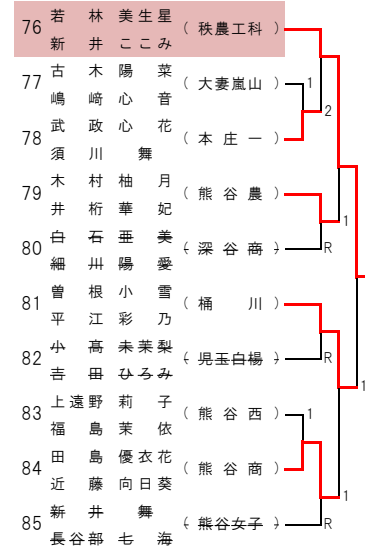 76 若林美生星 (秩農工科)
新井ここみ
77 古木陽菜 (大妻嵐山) 1
嶋﨑心音
2
78 武政心花 (本庄一)
須川舞
79 木村柚月 (熊谷農)
井桁華妃
1
80 白石亜美 (深谷商) R
細川陽愛
81 曽根小雪 (桶川)
平江彩乃
82 小髙未茉梨 (児玉白楊) R
吉田ひろみ
1
83 上遠野莉子 (熊谷西) 1
福島茉依
84 田島優衣花 (熊谷商)
近藤向日葵
1
85 新井舞 (熊谷女子) R
長谷部七海